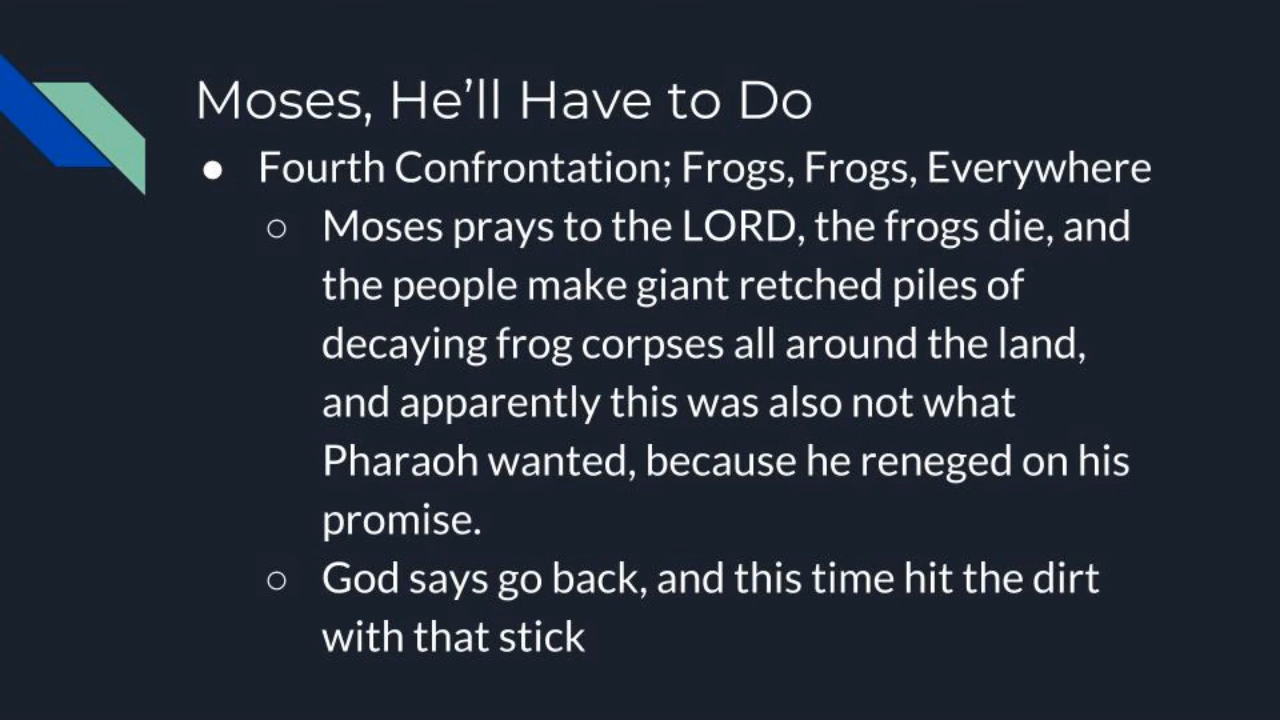 Moses, He’ll Have to Do
● Fourth Confrontation; Frogs, Frogs, Everywhere
○ Moses prays to the LORD, the frogs die, and
the people make giant retched piles of
decaying frog corpses all around the land,
and apparently this was also not what
Pharaoh wanted, because he reneged on his
promise.
○ God says go back, and this time hit the dirt
with that stick